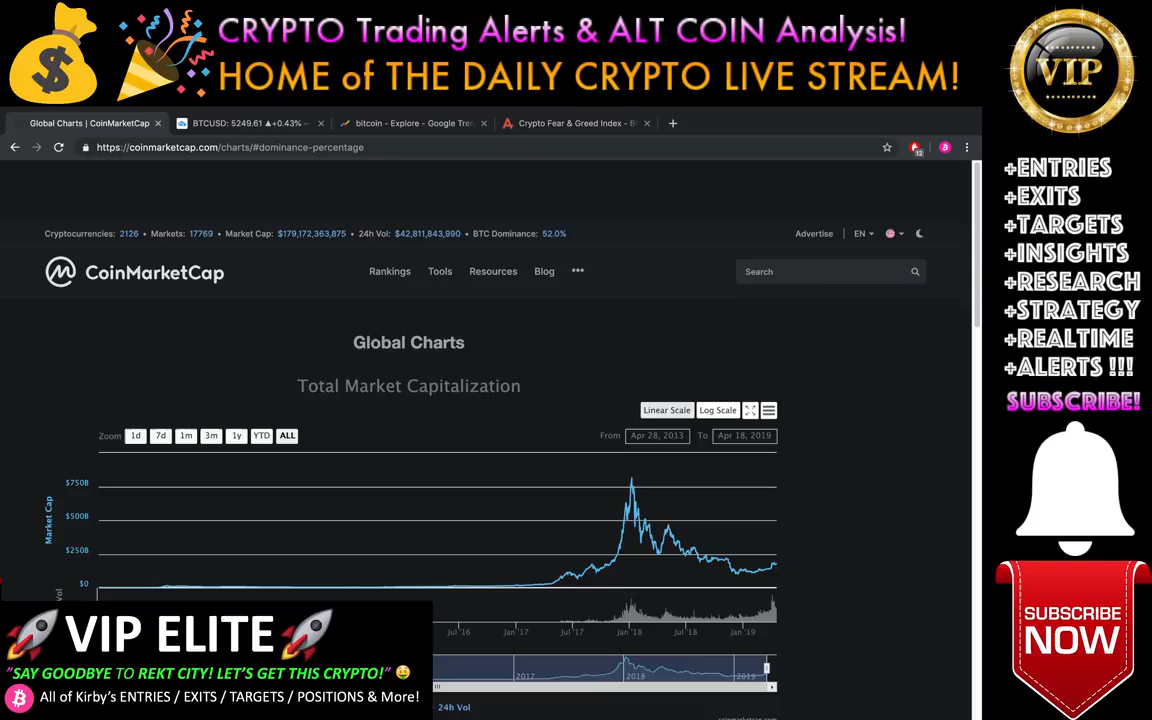 CRYPTO Trading Alerts & ALT COIN Analysis!
HOME of THE DAILY CRYPTO LIVE STREAM!
VIP
Global Charts | CoinMarketCap
BTCUSD: 5249.61 ▲+0.43% —
bitcoin - Explore - Google Tren
Crypto Fear & Greed Index - B
https://coinmarketcap.com/charts/#dominance-percentage
12
Cryptocurrencies: 2126 • Markets: 17769 • Market Cap: $179,172,363,875 • 24h Vol: $42,811,843,990 • BTC Dominance: 52.0%
Advertise
EN
CoinMarketCap
Rankings
Tools
Resources
Blog
•••
Search
Global Charts
Total Market Capitalization
Linear Scale
Log Scale
Zoom 1d 7d 1m 3m 1y YTD ALL
From Apr 28, 2013 To Apr 18, 2019
Market Cap
$750B
$500B
$250B
$0
Vol
Jul '16 Jan '17 Jul '17 Jan '18 Jul '18 Jan '19
2017 2018 2019
24h Vol
coinmarketcap.com
+ENTRIES
+EXITS
+TARGETS
+INSIGHTS
+RESEARCH
+STRATEGY
+REALTIME
+ALERTS !!!
SUBSCRIBE!
SUBSCRIBE
NOW
VIP ELITE
"SAY GOODBYE TO REKT CITY! LET'S GET THIS CRYPTO!"
All of Kirby's ENTRIES / EXITS / TARGETS / POSITIONS & More!